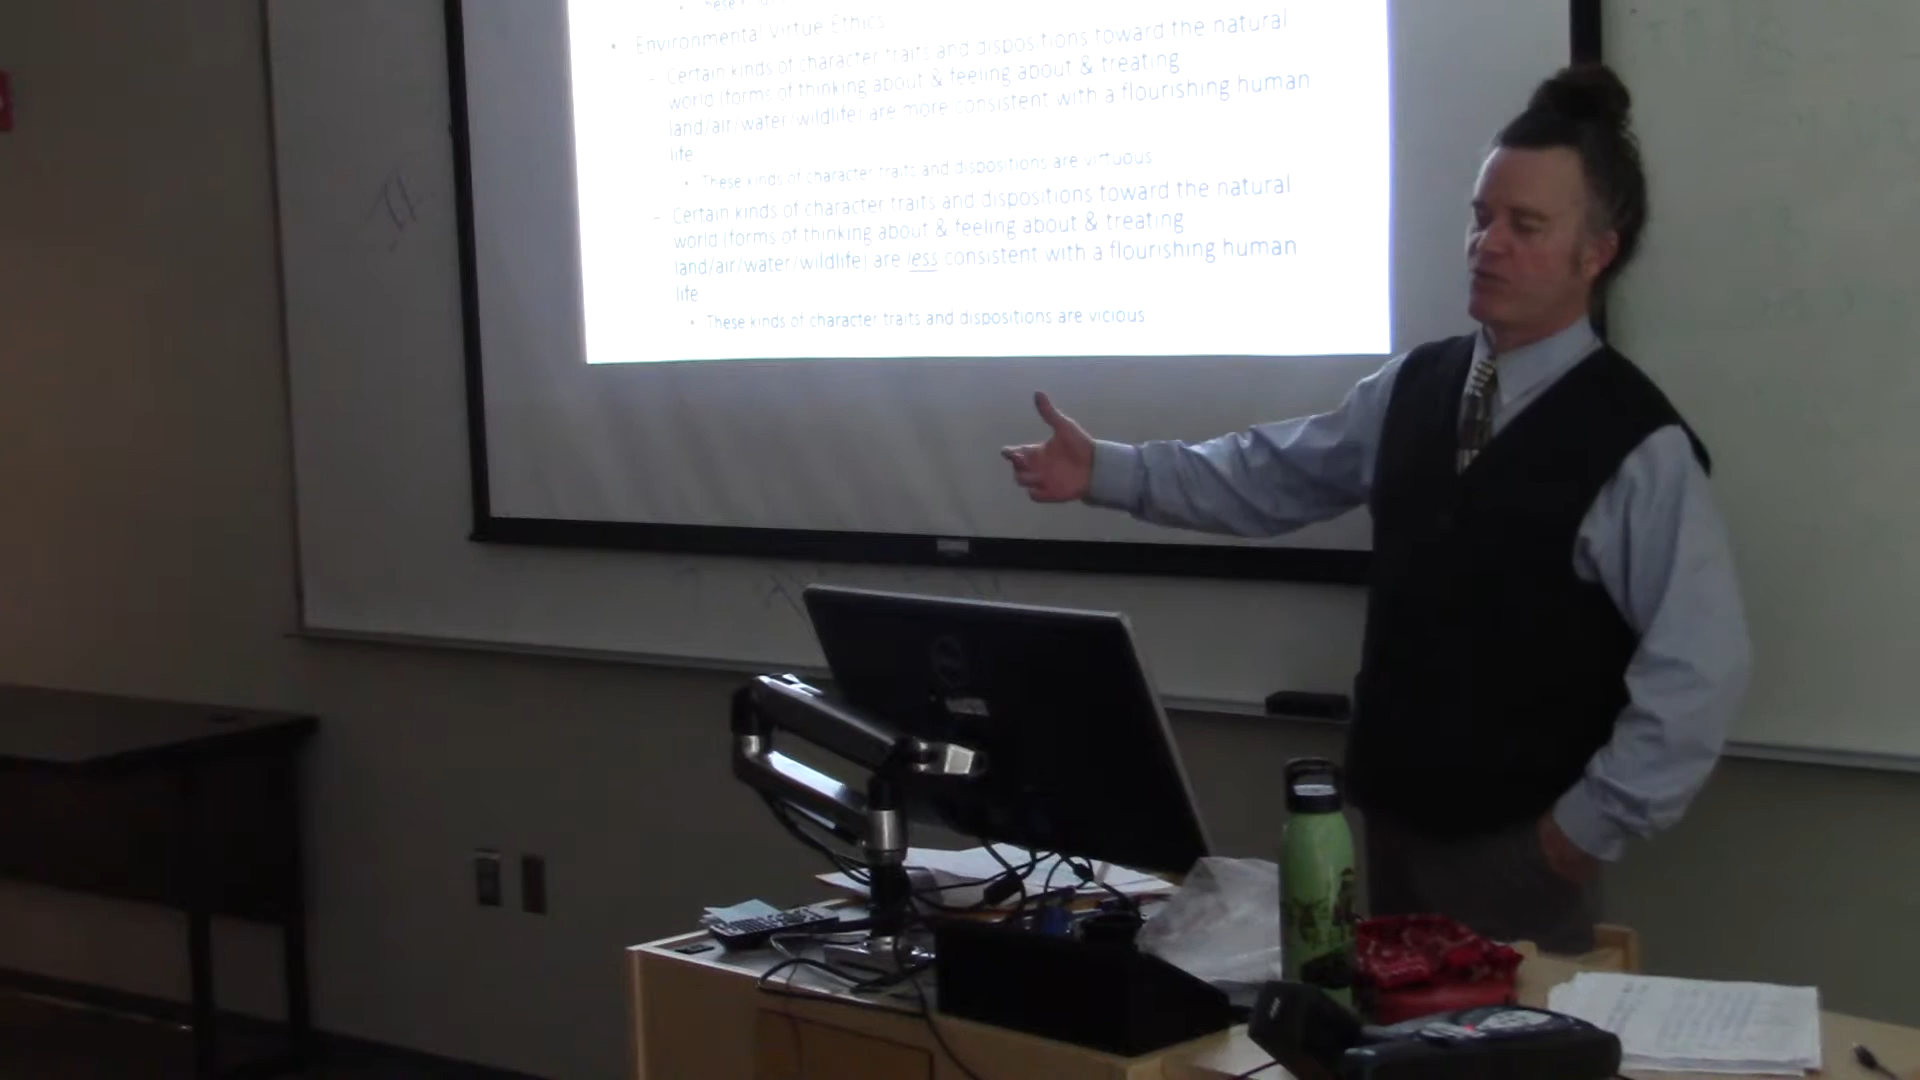 These
• Environmental Virtue Ethics
– Certain kinds of character traits and dispositions toward the natural
world (forms of thinking about & feeling about & treating
land/air/water/wildlife) are more consistent with a flourishing human
life
• These kinds of character traits and dispositions are virtuous
– Certain kinds of character traits and dispositions toward the natural
world (forms of thinking about & feeling about & treating
land/air/water/wildlife) are less consistent with a flourishing human
life
• These kinds of character traits and dispositions are vicious